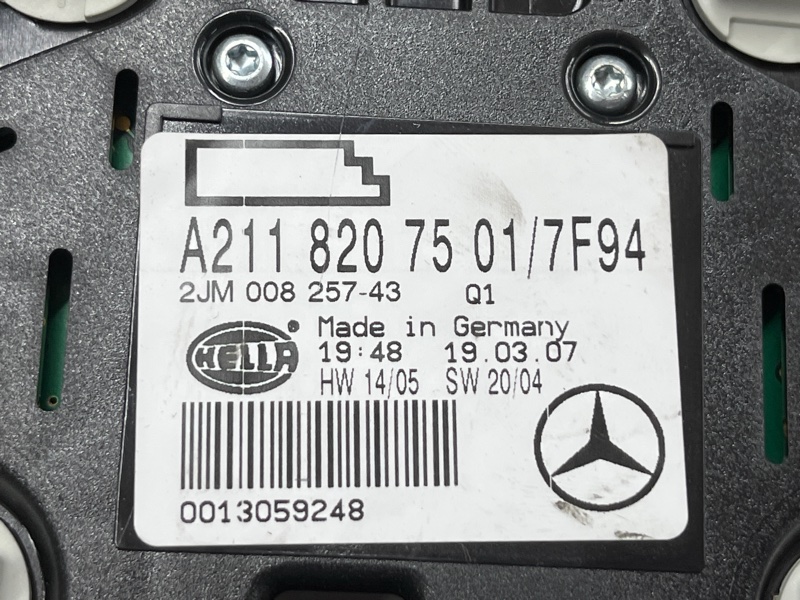 A211 820 75 01/7F94
2JM 008 257-43 Q1
HELLA ® Made in Germany
19:48 19.03.07
HW 14/05 SW 20/04
0013059248